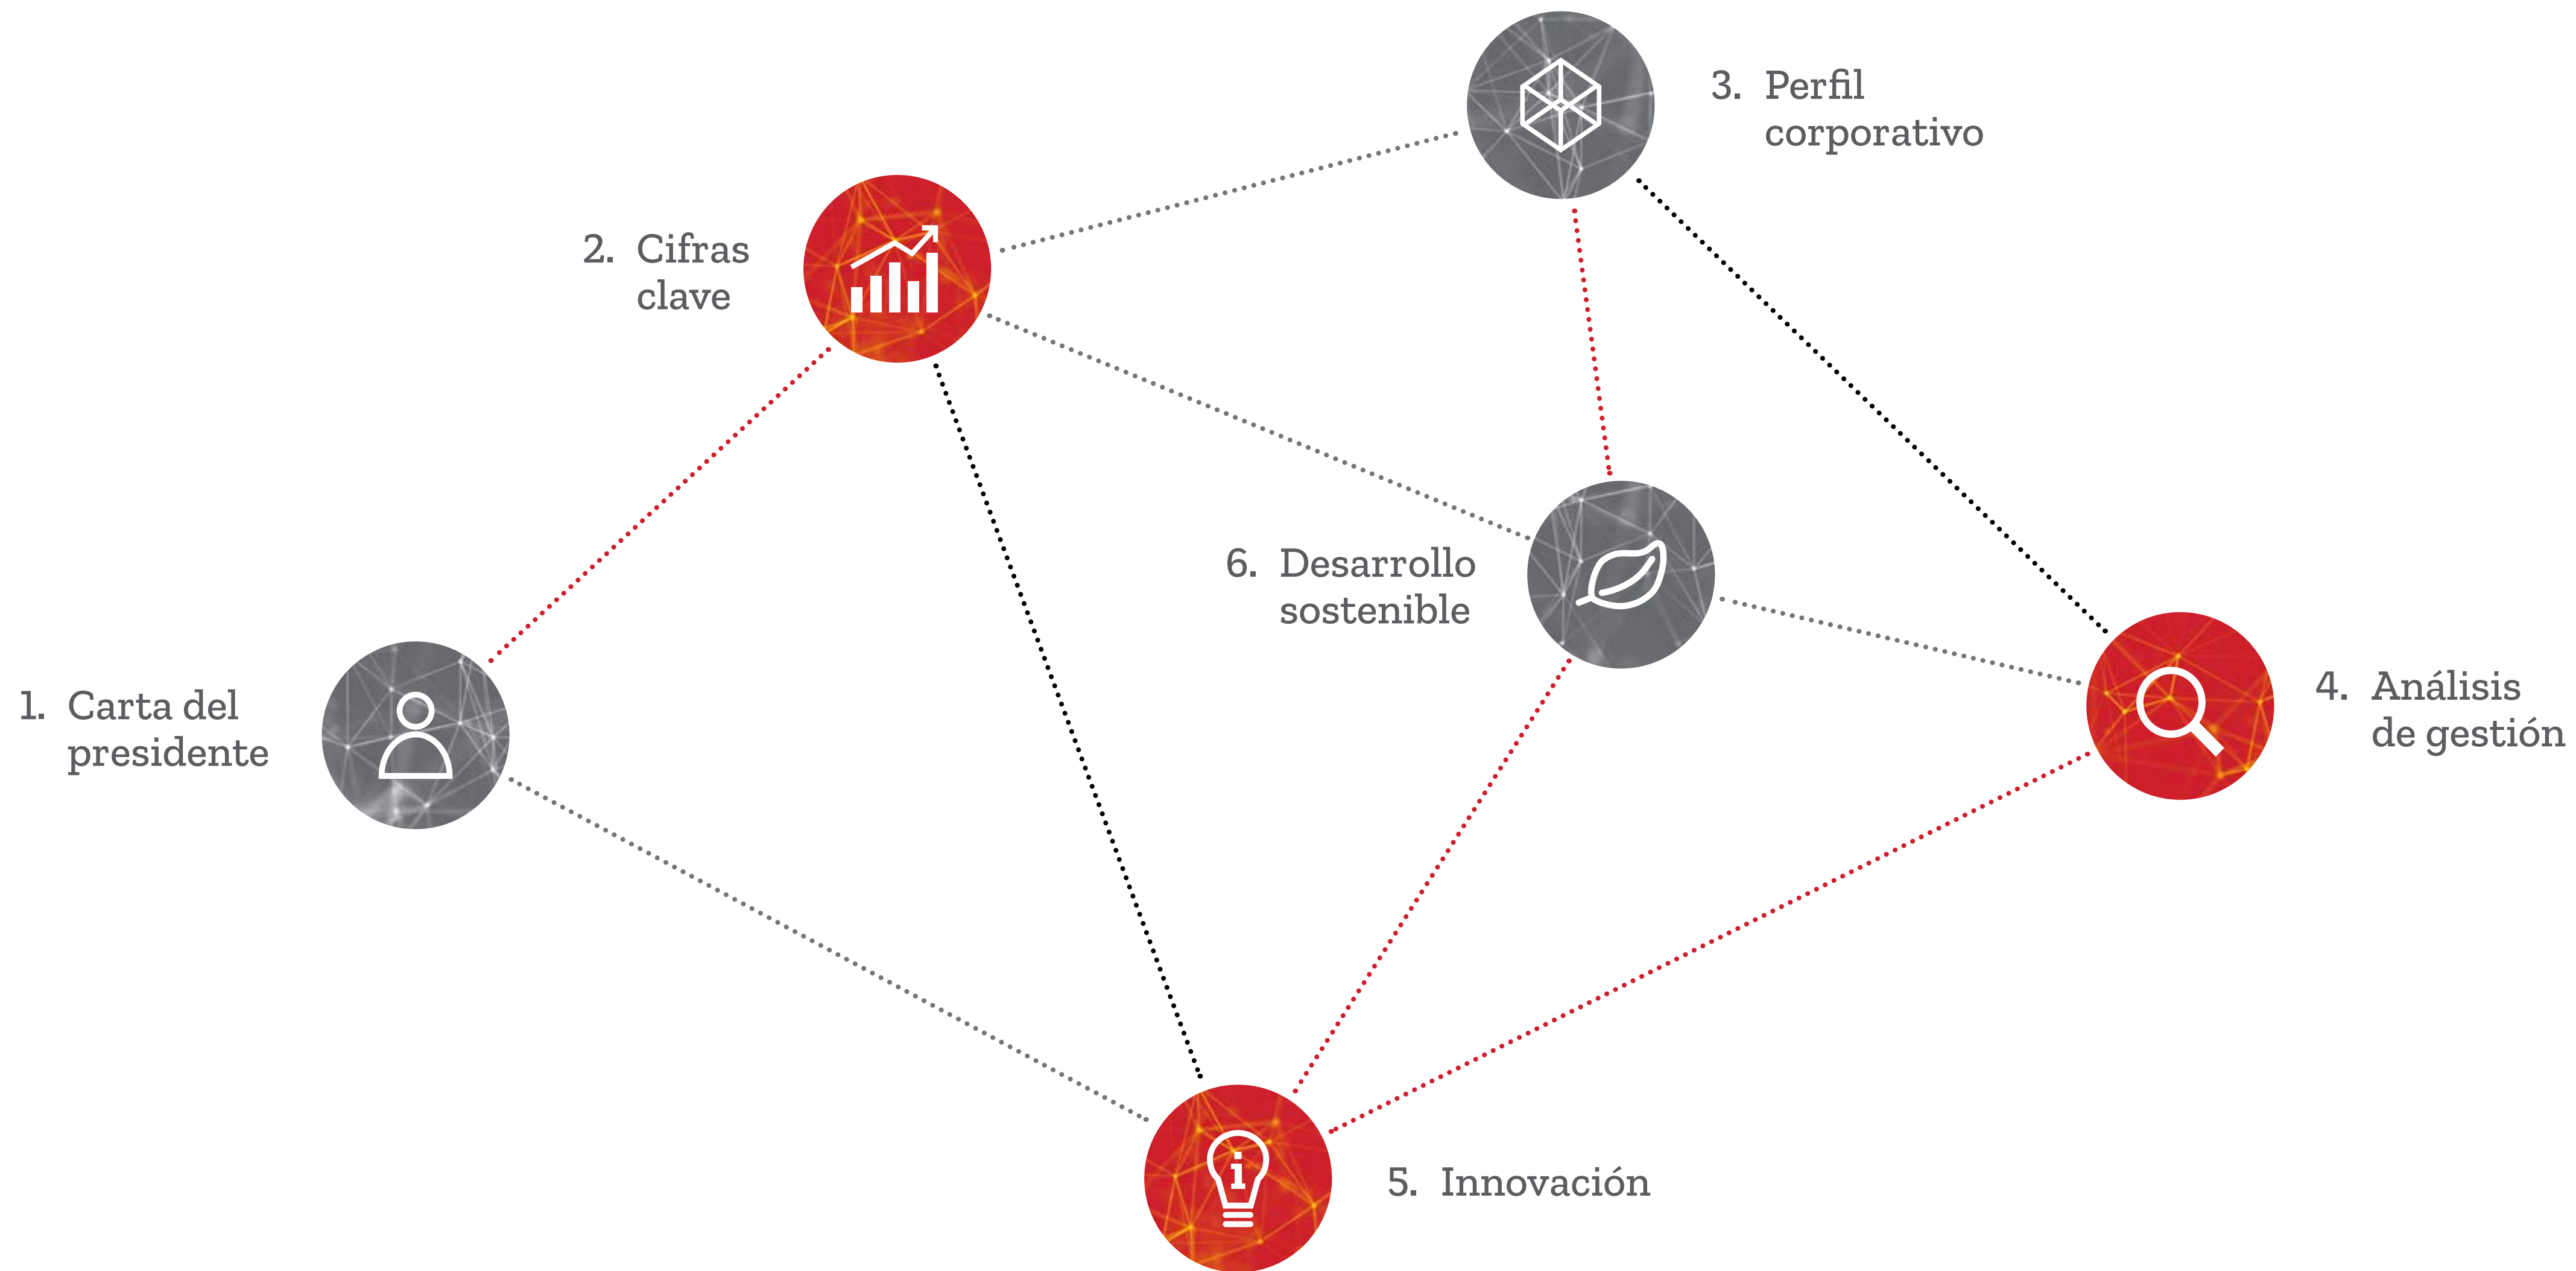 1. Carta del
presidente
2. Cifras
clave
3. Perfil
corporativo
4. Análisis
de gestión
5. Innovación
6. Desarrollo
sostenible